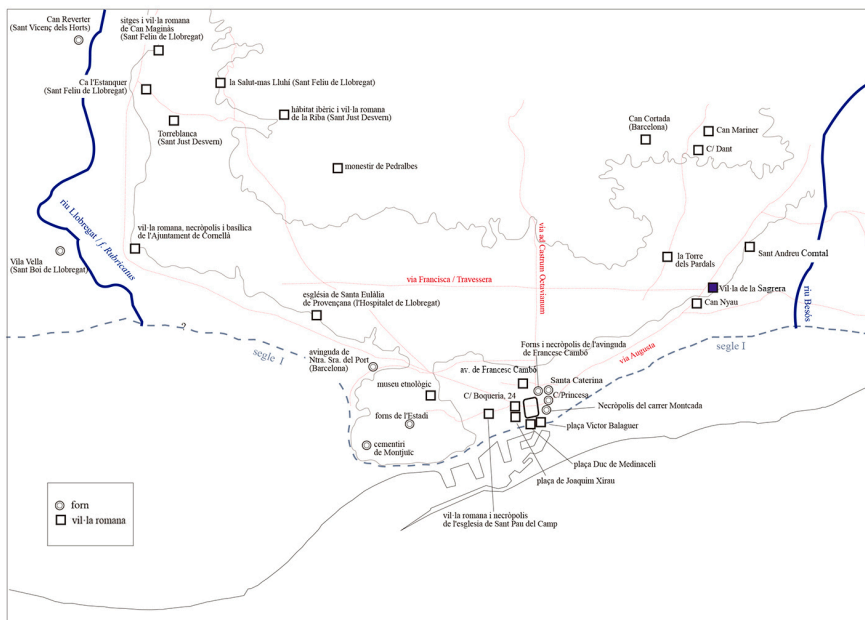 Can Reverter
(Sant Vicenç dels Horts)
sitges i vil·la romana
de Can Maginàs
(Sant Feliu de Llobregat)
Ca l'Estanquer
(Sant Feliu de Llobregat)
la Salut-mas Lluhí (Sant Feliu de Llobregat)
hàbitat ibèric i vil·la romana
de la Riba (Sant Just Desvern)
Torreblanca
(Sant Just Desvern)
monestir de Pedralbes
Can Cortada
(Barcelona)
Can Mariner
C/ Dant
riu Llobregat / f. Rubricatus
vil·la romana, necròpolis i basílica
de l'Ajuntament de Cornellà
Vila Vella
(Sant Boi de Llobregat)
via ad Castrum Octavianum
la Torre
dels Pardals
Sant Andreu Comtal
via Francisca / Travessera
Vil·la de la Sagrera
Can Nyau
riu Besòs
església de Santa Eulàlia
de Provençana (l'Hospitalet de Llobregat)
?
segle I
avinguda de
Ntra. Sra. del Port
(Barcelona)
Forns i necròpolis de l'avinguda
de Francesc Cambó
via Augusta
segle I
av. de Francesc Cambó
museu etnològic
Santa Caterina
C/Princesa
C/ Boqueria, 24
Necròpolis del carrer Montcada
forns de l'Estadi
plaça Víctor Balaguer
cementiri
de Montjuïc
plaça Duc de Medinaceli
plaça de Joaquim Xirau
vil·la romana i necròpolis
de l'esglesia de Sant Pau del Camp
forn
vil·la romana